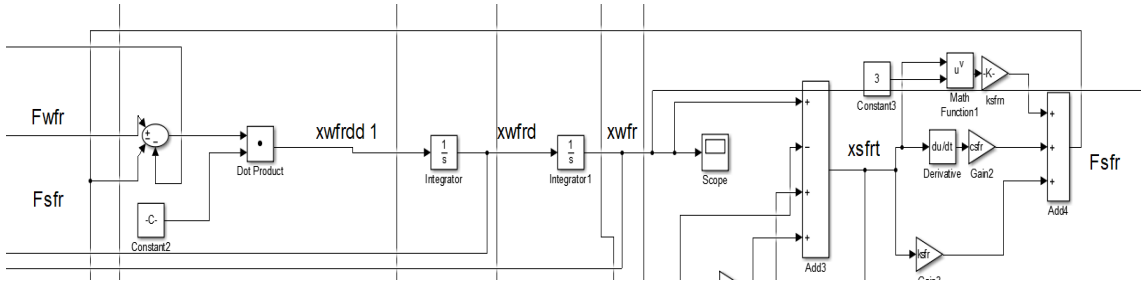 Fwfr
Fsfr
+
-
-
-C-
Constant2
Dot Product
xwfrdd 1
1
s
Integrator
xwfrd
1
s
Integrator1
xwfr
Scope
+
-
+
+
Add3
xsfrt
3
Constant3
u^v
Math
Function1
-K-
ksfrn
du/dt
Derivative
csfr
Gain2
ksfr
+
+
+
Add4
Fsfr